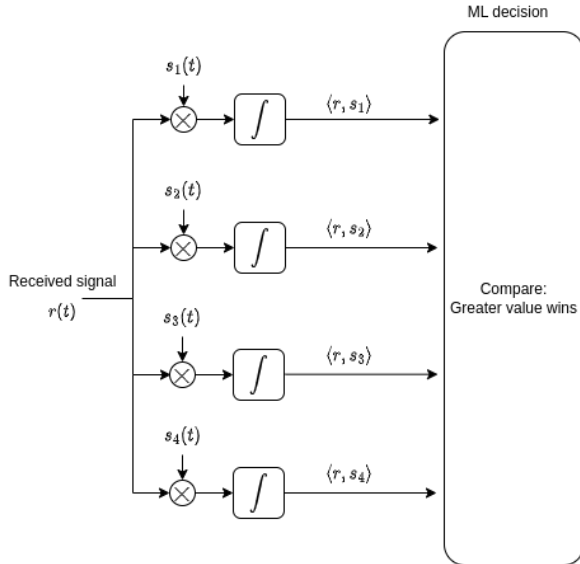 ML decision
s₁(t)
∫
⟨r, s₁⟩
s₂(t)
∫
⟨r, s₂⟩
Received signal
r(t)
Compare:
Greater value wins
s₃(t)
∫
⟨r, s₃⟩
s₄(t)
∫
⟨r, s₄⟩